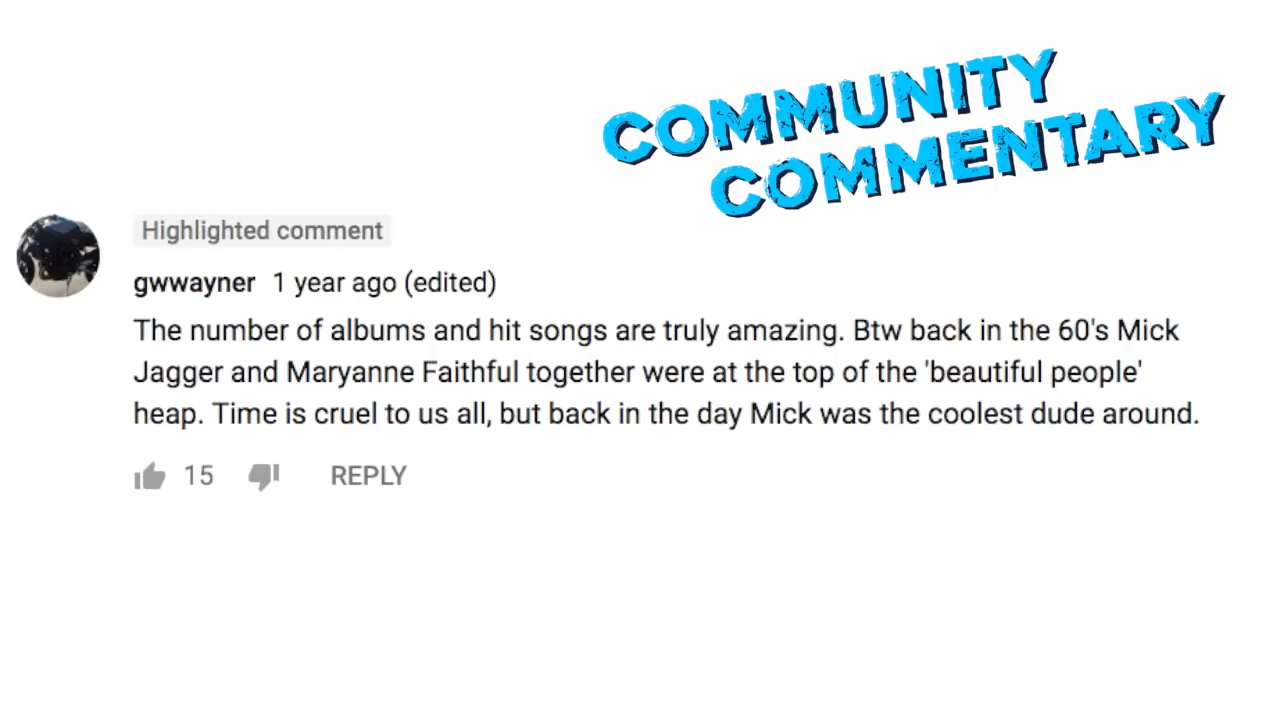 COMMUNITY
COMMENTARY
Highlighted comment
gwwayner 1 year ago (edited)
The number of albums and hit songs are truly amazing. Btw back in the 60's Mick
Jagger and Maryanne Faithful together were at the top of the 'beautiful people'
heap. Time is cruel to us all, but back in the day Mick was the coolest dude around.
15 REPLY